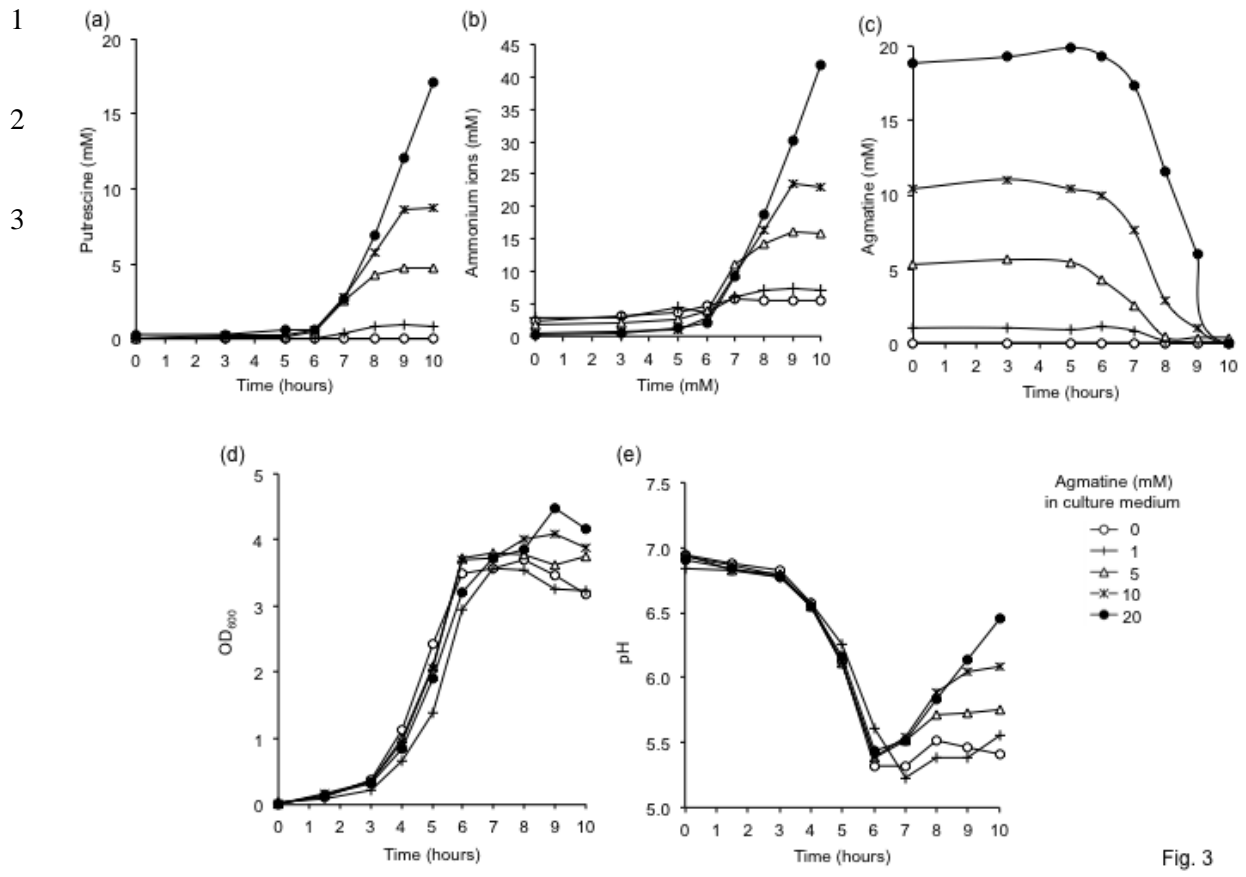 1
2
3
(a)
20
15
10
5
0
Putrescine (mM)
0 1 2 3 4 5 6 7 8 9 10
Time (hours)
(b)
45
40
35
30
25
20
15
10
5
0
Ammonium ions (mM)
0 1 2 3 4 5 6 7 8 9 10
Time (mM)
(c)
20
15
10
5
0
Agmatine (mM)
0 1 2 3 4 5 6 7 8 9 10
Time (hours)
(d)
5
4
3
2
1
0
OD600
0 1 2 3 4 5 6 7 8 9 10
Time (hours)
(e)
7.5
7.0
6.5
6.0
5.5
5.0
pH
0 1 2 3 4 5 6 7 8 9 10
Time (hours)
Agmatine (mM)
in culture medium
0
1
5
10
20
Fig. 3